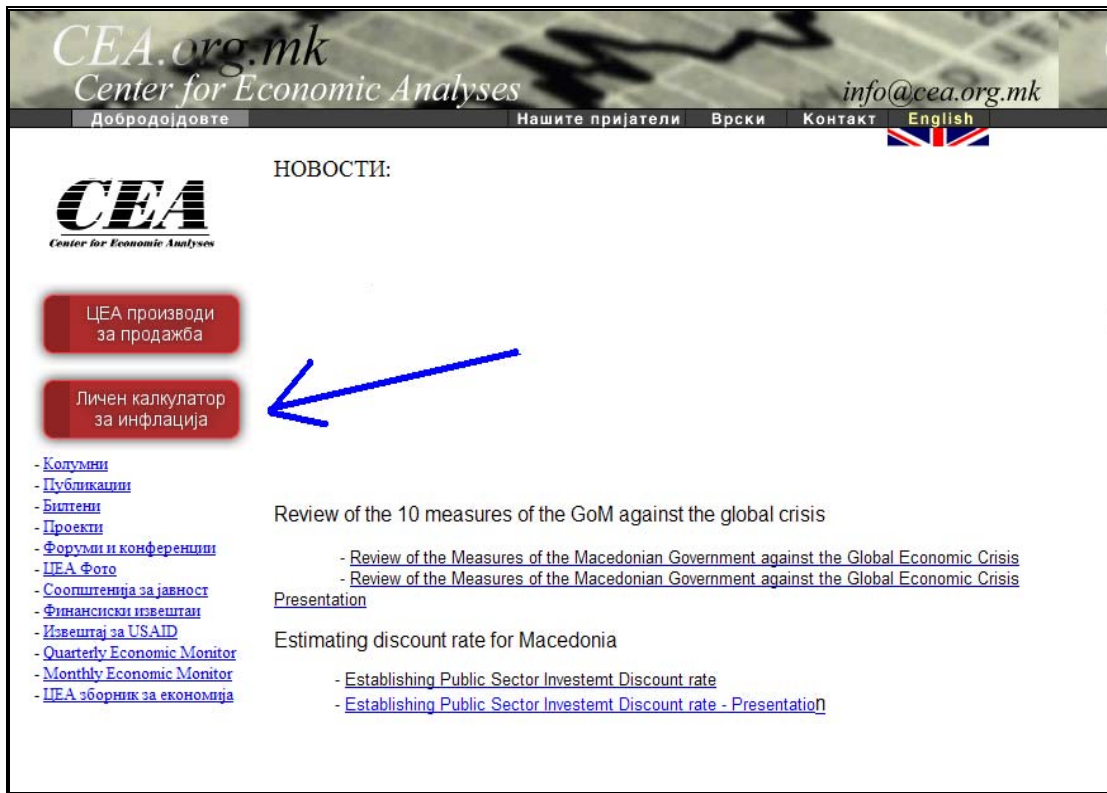 CEA.org.mk
Center for Economic Analyses
info@cea.org.mk
Добродојдовте Нашите пријатели Врски Контакт English
НОВОСТИ:
CEA
Center for Economic Analyses
ЦЕА производи
за продажба
Личен калкулатор
за инфлација
- Колумни
- Публикации
- Билтени
- Проекти
- Форуми и конференции
- ЦЕА Фото
- Соопштенија за јавност
- Финансиски извештаи
- Извештај за USAID
- Quarterly Economic Monitor
- Monthly Economic Monitor
- ЦЕА зборник за економија
Review of the 10 measures of the GoM against the global crisis
- Review of the Measures of the Macedonian Government against the Global Economic Crisis
- Review of the Measures of the Macedonian Government against the Global Economic Crisis
Presentation
Estimating discount rate for Macedonia
- Establishing Public Sector Investemt Discount rate
- Establishing Public Sector Investemt Discount rate - Presentation